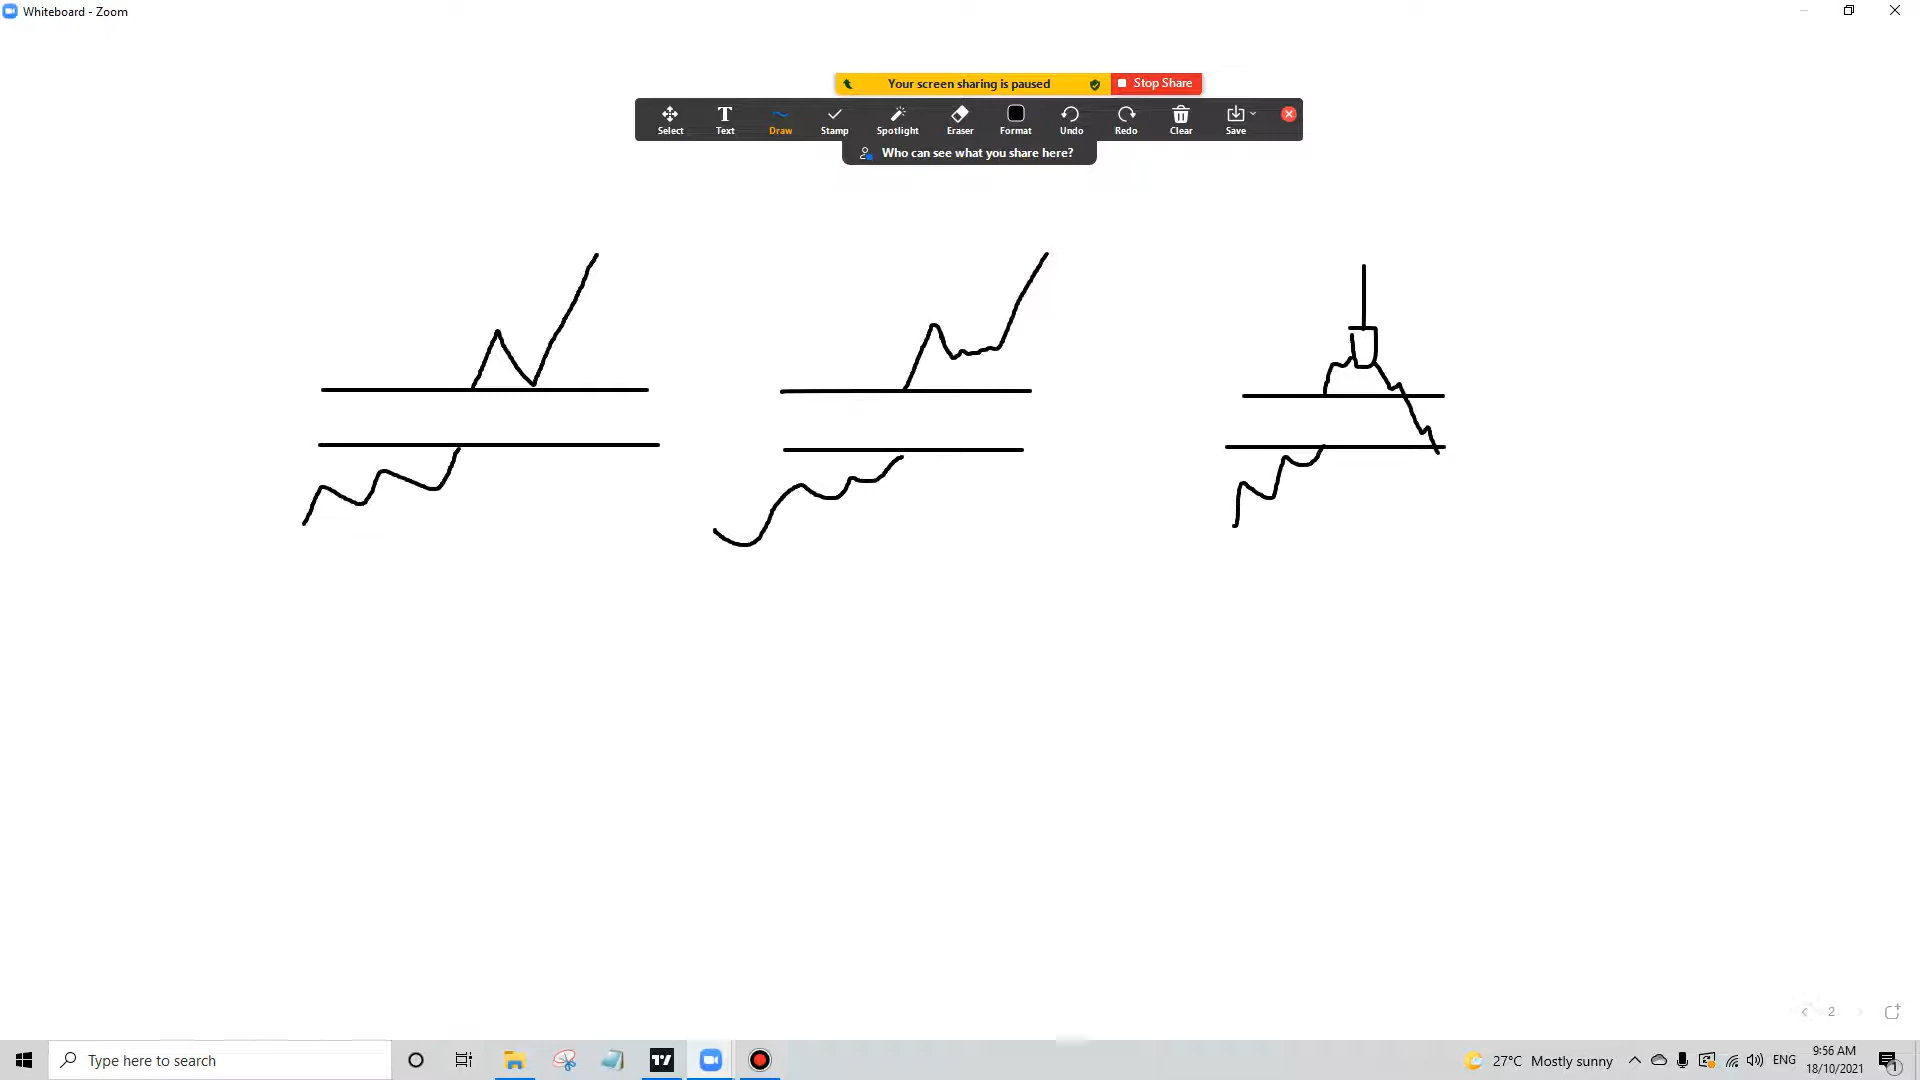 Whiteboard - Zoom
Your screen sharing is paused
Stop Share
Select Text Draw Stamp Spotlight Eraser Format Undo Redo Clear Save
Who can see what you share here?
2
Type here to search
27°C Mostly sunny
ENG
9:56 AM
18/10/2021
1